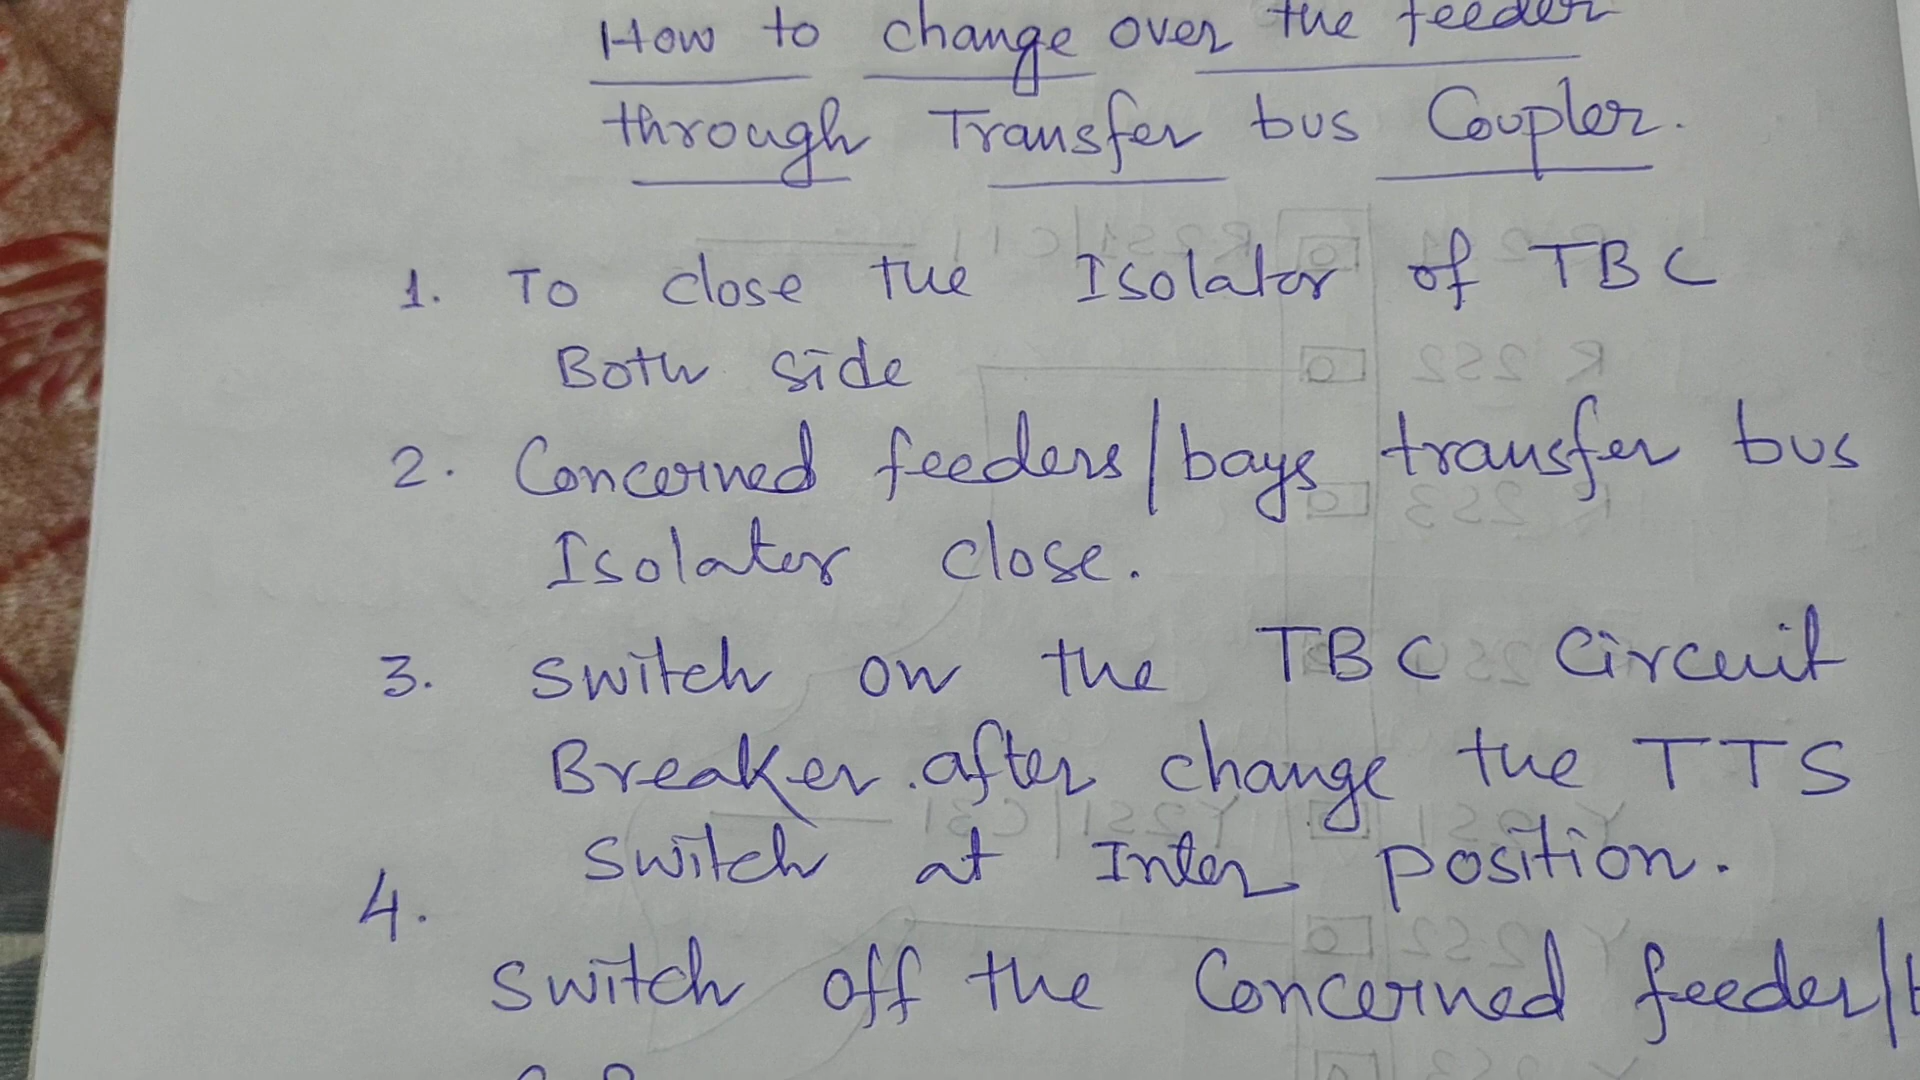 How to change over the feeder
through Transfer bus Coupler.
1. To close the Isolator of TBC
Both side
2. Concerned feeders/bays transfer bus
Isolator close.
3. Switch on the TBC Circuit
Breaker. after change the TTS
Switch at Inter position.
4.
Switch off the Concerned feeder/